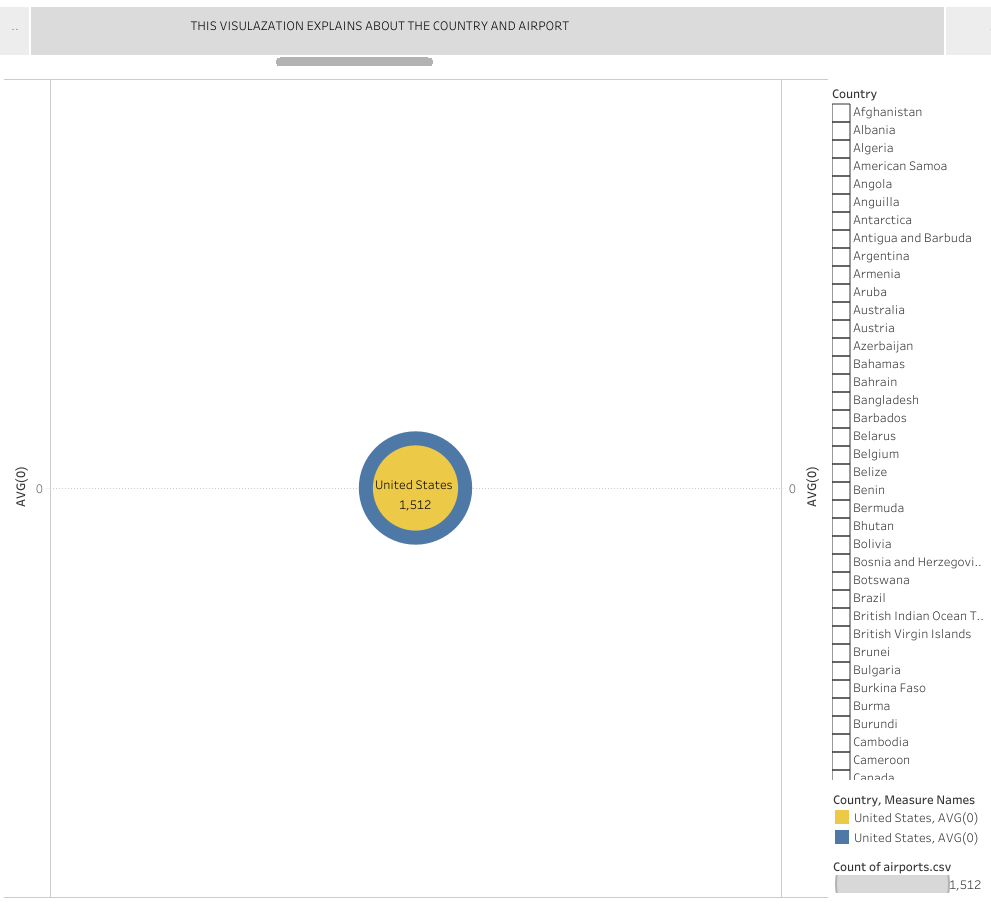 ..
THIS VISULAZATION EXPLAINS ABOUT THE COUNTRY AND AIRPORT
AVG(0)
0
United States
1,512
0
AVG(0)
Country
Afghanistan
Albania
Algeria
American Samoa
Angola
Anguilla
Antarctica
Antigua and Barbuda
Argentina
Armenia
Aruba
Australia
Austria
Azerbaijan
Bahamas
Bahrain
Bangladesh
Barbados
Belarus
Belgium
Belize
Benin
Bermuda
Bhutan
Bolivia
Bosnia and Herzegovi..
Botswana
Brazil
British Indian Ocean T..
British Virgin Islands
Brunei
Bulgaria
Burkina Faso
Burma
Burundi
Cambodia
Cameroon
Canada
Country, Measure Names
United States, AVG(0)
United States, AVG(0)
Count of airports.csv
1,512